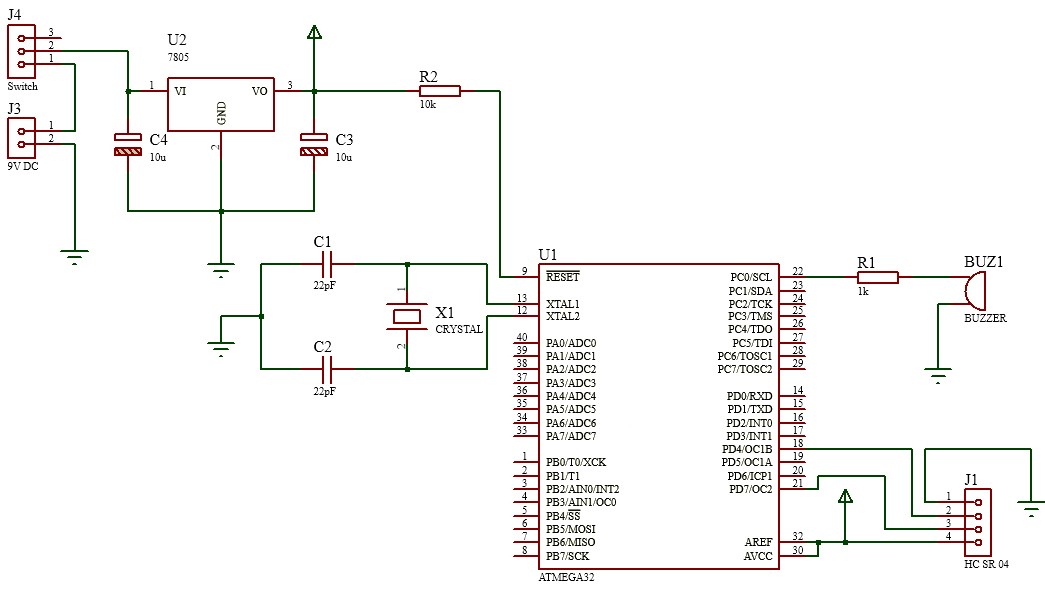 J4
3
2
1
Switch
J3
1
2
9V DC
U2
7805
1
VI
VO
3
GND
2
C4
10u
C3
10u
R2
10k
C1
22pF
C2
22pF
1
X1
CRYSTAL
2
U1
9 RESET
13 XTAL1
12 XTAL2
40 PA0/ADC0
39 PA1/ADC1
38 PA2/ADC2
37 PA3/ADC3
36 PA4/ADC4
35 PA5/ADC5
34 PA6/ADC6
33 PA7/ADC7
1 PB0/T0/XCK
2 PB1/T1
3 PB2/AIN0/INT2
4 PB3/AIN1/OC0
5 PB4/SS
6 PB5/MOSI
7 PB6/MISO
8 PB7/SCK
PC0/SCL 22
PC1/SDA 23
PC2/TCK 24
PC3/TMS 25
PC4/TDO 26
PC5/TDI 27
PC6/TOSC1 28
PC7/TOSC2 29
PD0/RXD 14
PD1/TXD 15
PD2/INT0 16
PD3/INT1 17
PD4/OC1B 18
PD5/OC1A 19
PD6/ICP1 20
PD7/OC2 21
AREF 32
AVCC 30
ATMEGA32
R1
1k
BUZ1
BUZZER
J1
1
2
3
4
HC SR 04